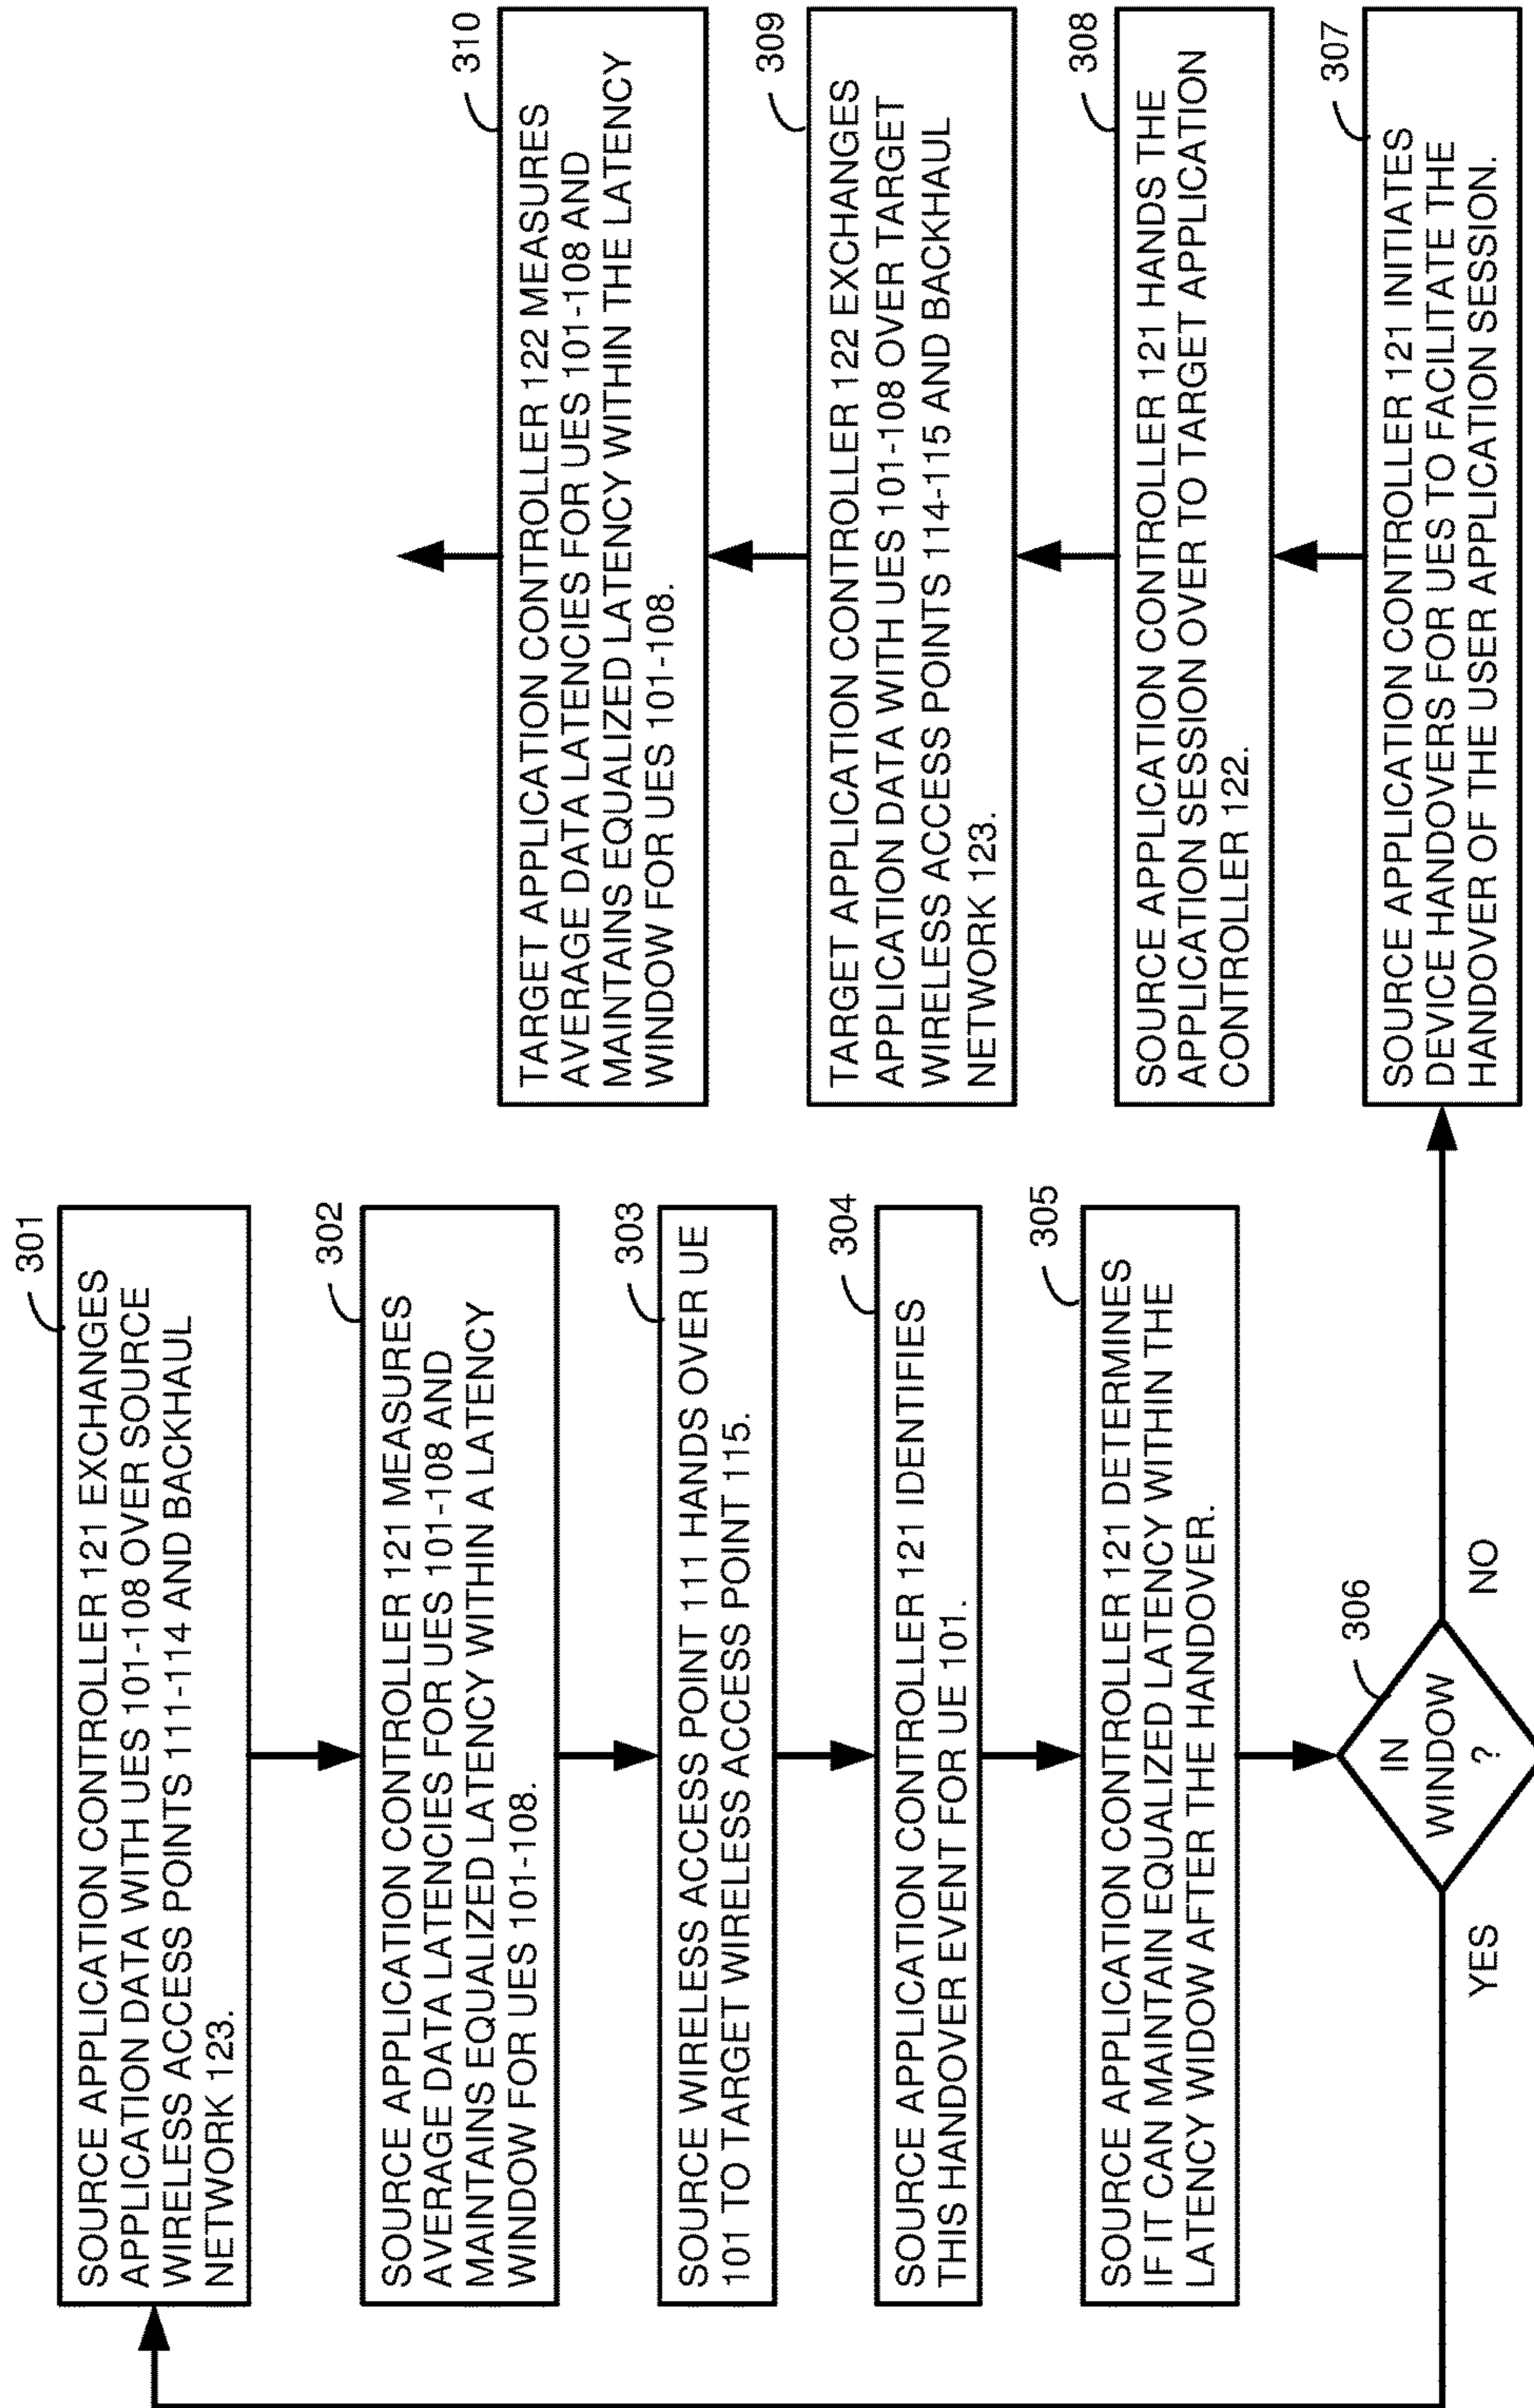 301
SOURCE APPLICATION CONTROLLER 121 EXCHANGES
APPLICATION DATA WITH UES 101-108 OVER SOURCE
WIRELESS ACCESS POINTS 111-114 AND BACKHAUL
NETWORK 123.
302
SOURCE APPLICATION CONTROLLER 121 MEASURES
AVERAGE DATA LATENCIES FOR UES 101-108 AND
MAINTAINS EQUALIZED LATENCY WITHIN A LATENCY
WINDOW FOR UES 101-108.
303
SOURCE WIRELESS ACCESS POINT 111 HANDS OVER UE
101 TO TARGET WIRELESS ACCESS POINT 115.
304
SOURCE APPLICATION CONTROLLER 121 IDENTIFIES
THIS HANDOVER EVENT FOR UE 101.
305
SOURCE APPLICATION CONTROLLER 121 DETERMINES
IF IT CAN MAINTAIN EQUALIZED LATENCY WITHIN THE
LATENCY WIDOW AFTER THE HANDOVER.
306
IN
WINDOW
?
YES
NO
307
SOURCE APPLICATION CONTROLLER 121 INITIATES
DEVICE HANDOVERS FOR UES TO FACILITATE THE
HANDOVER OF THE USER APPLICATION SESSION.
308
SOURCE APPLICATION CONTROLLER 121 HANDS THE
APPLICATION SESSION OVER TO TARGET APPLICATION
CONTROLLER 122.
309
TARGET APPLICATION CONTROLLER 122 EXCHANGES
APPLICATION DATA WITH UES 101-108 OVER TARGET
WIRELESS ACCESS POINTS 114-115 AND BACKHAUL
NETWORK 123.
310
TARGET APPLICATION CONTROLLER 122 MEASURES
AVERAGE DATA LATENCIES FOR UES 101-108 AND
MAINTAINS EQUALIZED LATENCY WITHIN THE LATENCY
WINDOW FOR UES 101-108.